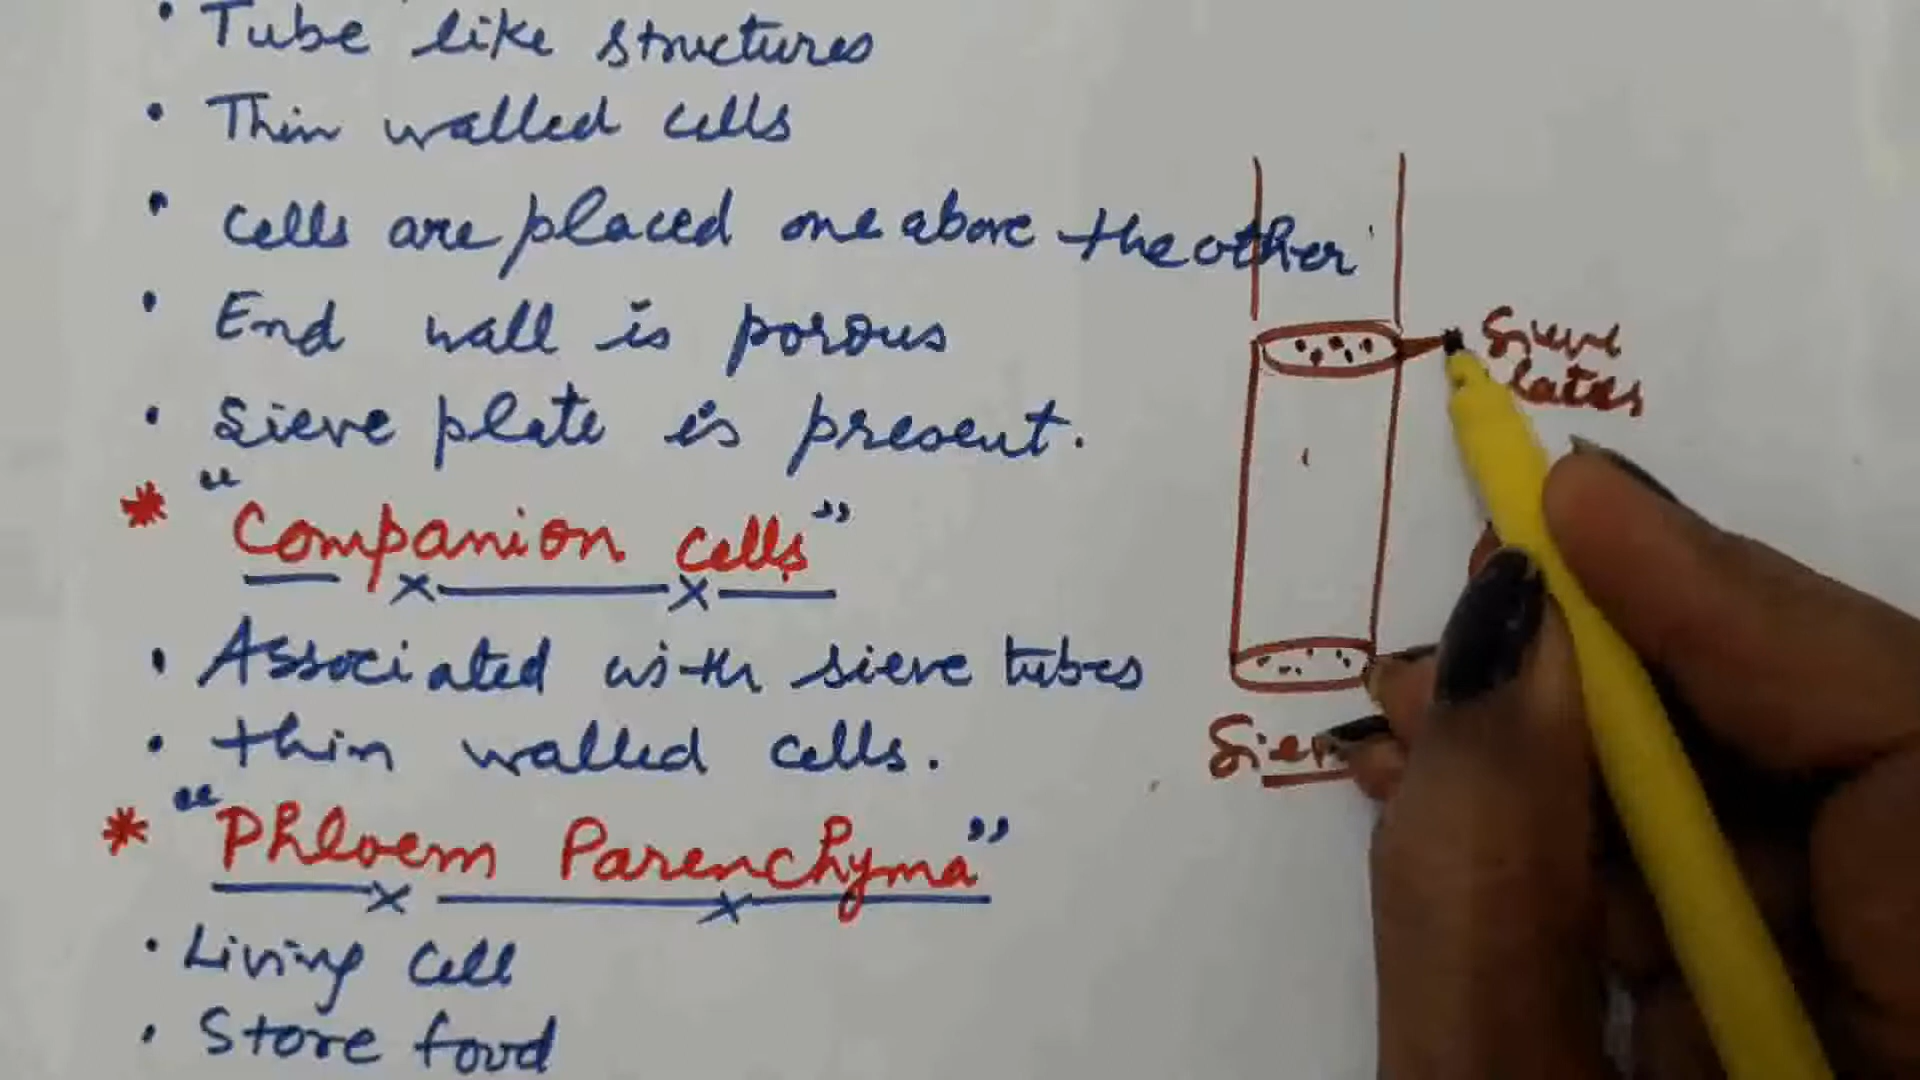 • Tube like structures
• Thin walled cells
• Cells are placed one above the other
• End wall is porous
• Sieve plate is present.
* "Companion Cells"
• Associated with sieve tubes
• thin walled cells.
* "Phloem Parenchyma"
• Living cell
• Store food
Sieve